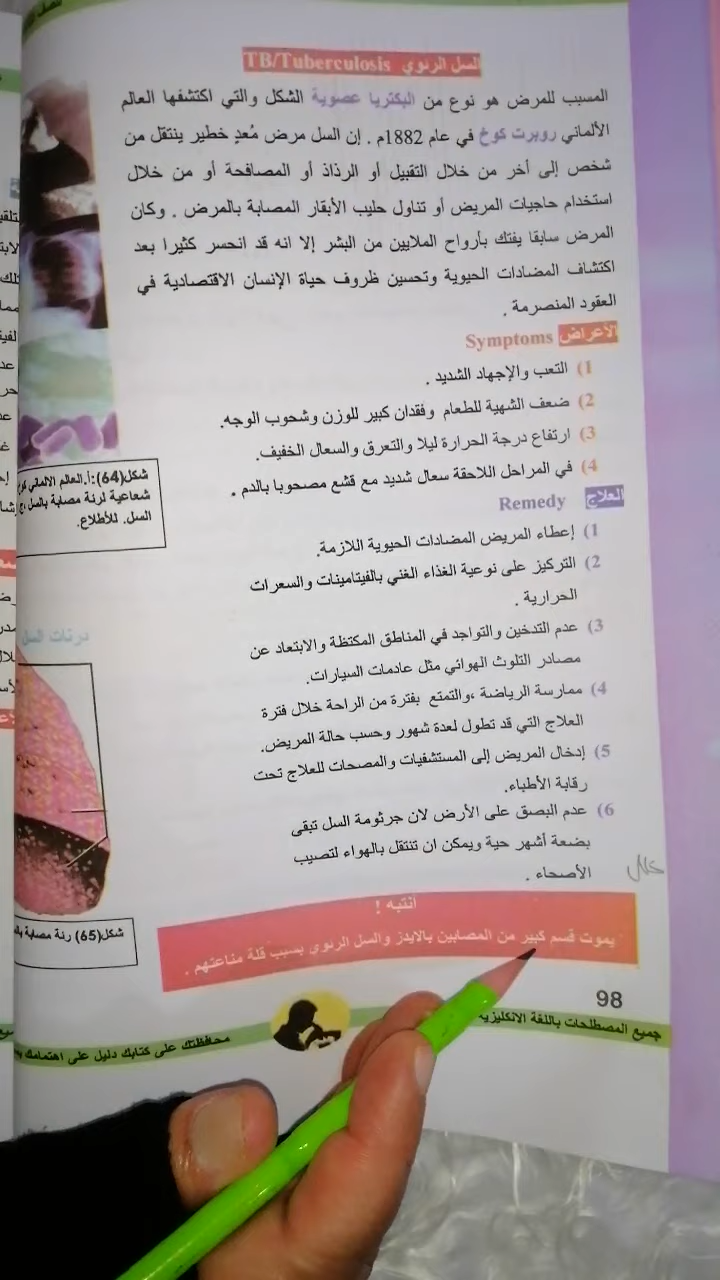 السل الرئوي TB/Tuberculosis
المسبب للمرض هو نوع من البكتريا عصوية الشكل والتي اكتشفها العالم
الألماني روبرت كوخ في عام 1882م . إن السل مرض مُعدٍ خطير ينتقل من
شخص إلى أخر من خلال التقبيل أو الرذاذ أو المصافحة أو من خلال
استخدام حاجيات المريض أو تناول حليب الأبقار المصابة بالمرض . وكان
المرض سابقا يفتك بأرواح الملايين من البشر إلا انه قد انحسر كثيرا بعد
اكتشاف المضادات الحيوية وتحسين ظروف حياة الإنسان الاقتصادية في
العقود المنصرمة .
الأعراض Symptoms
1) التعب والإجهاد الشديد .
2) ضعف الشهية للطعام وفقدان كبير للوزن وشحوب الوجه.
3) ارتفاع درجة الحرارة ليلا والتعرق والسعال الخفيف.
4) في المراحل اللاحقة سعال شديد مع قشع مصحوبا بالدم .
شكل(64):أ.العالم الالماني
شعاعية لرئة مصابة بالسل
السل. للأطلاع.
العلاج Remedy
1) إعطاء المريض المضادات الحيوية اللازمة.
2) التركيز على نوعية الغذاء الغني بالفيتامينات والسعرات
الحرارية .
3) عدم التدخين والتواجد في المناطق المكتظة والابتعاد عن
مصادر التلوث الهوائي مثل عادمات السيارات.
4) ممارسة الرياضة ،والتمتع بفترة من الراحة خلال فترة
العلاج التي قد تطول لعدة شهور وحسب حالة المريض.
5) إدخال المريض إلى المستشفيات والمصحات للعلاج تحت
رقابة الأطباء.
6) عدم البصق على الأرض لان جرثومة السل تبقى
بضعة أشهر حية ويمكن ان تنتقل بالهواء لتصيب
الأصحاء .
درنات السل
شكل(65) رئة مصابة
أنتبه !
يموت قسم كبير من المصابين بالايدز والسل الرئوي بسبب قلة مناعتهم .
98
جميع المصطلحات باللغة الانكليزية
محافظتك على كتابك دليل على اهتمامك